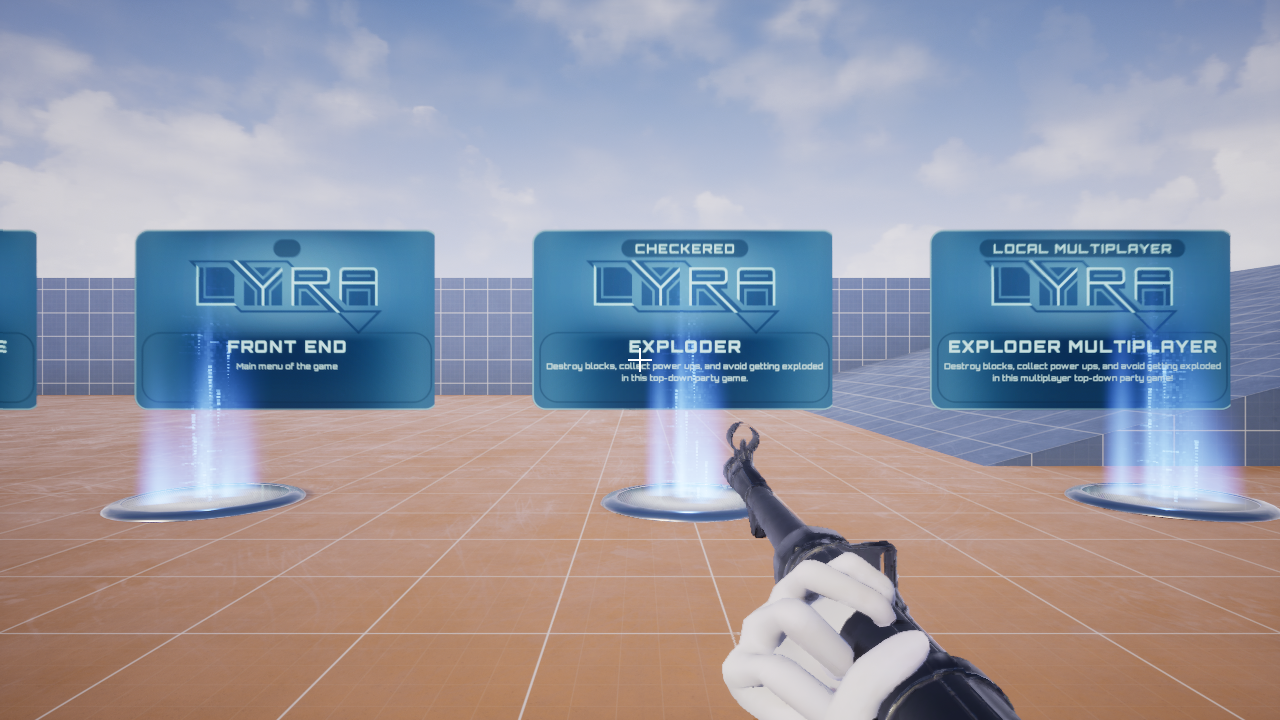 LYRA
FRONT END
Main menu of the game
CHECKERED
LYRA
EXPLODER
Destroy blocks, collect power ups, and avoid getting exploded
in this top-down party game.
LOCAL MULTIPLAYER
LYRA
EXPLODER MULTIPLAYER
Destroy blocks, collect power ups, and avoid getting exploded
in this multiplayer top-down party game!